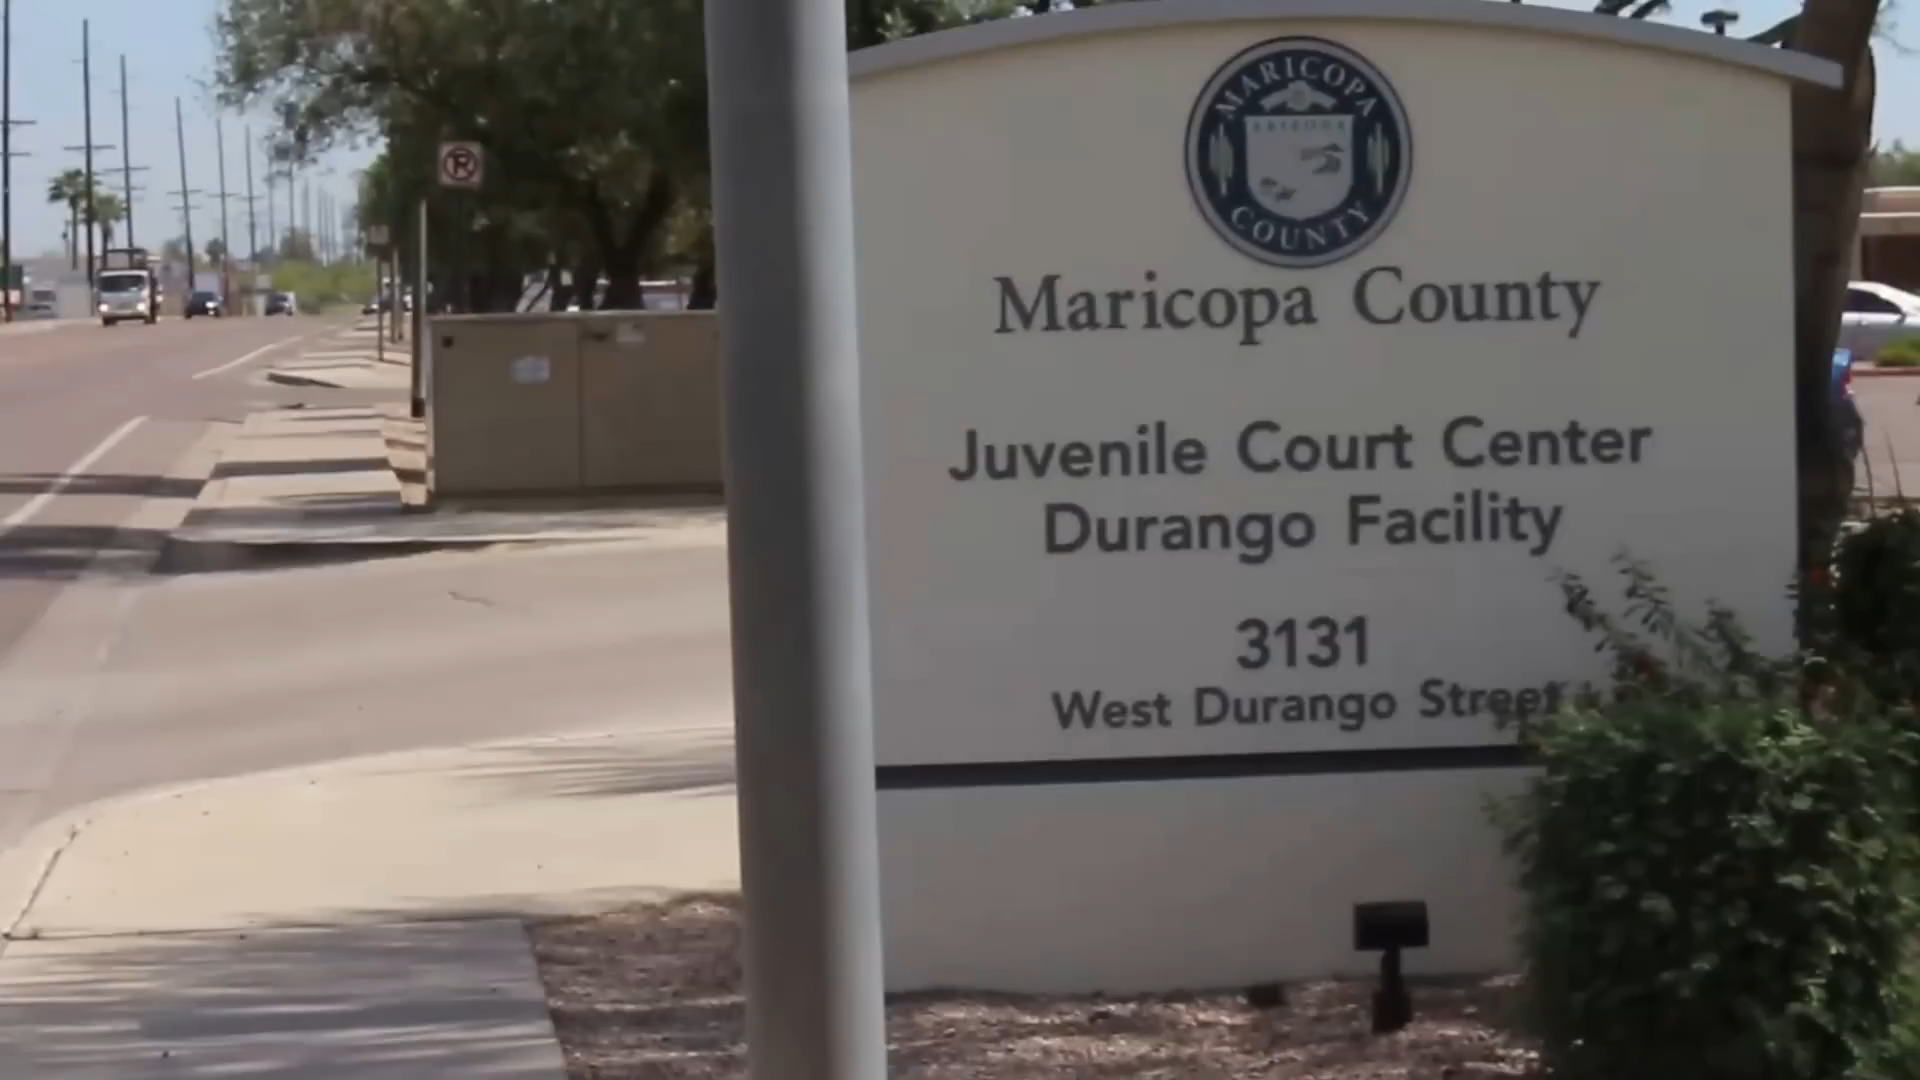 MARICOPA
ARIZONA
COUNTY
Maricopa County
Juvenile Court Center
Durango Facility
3131
West Durango Street
P